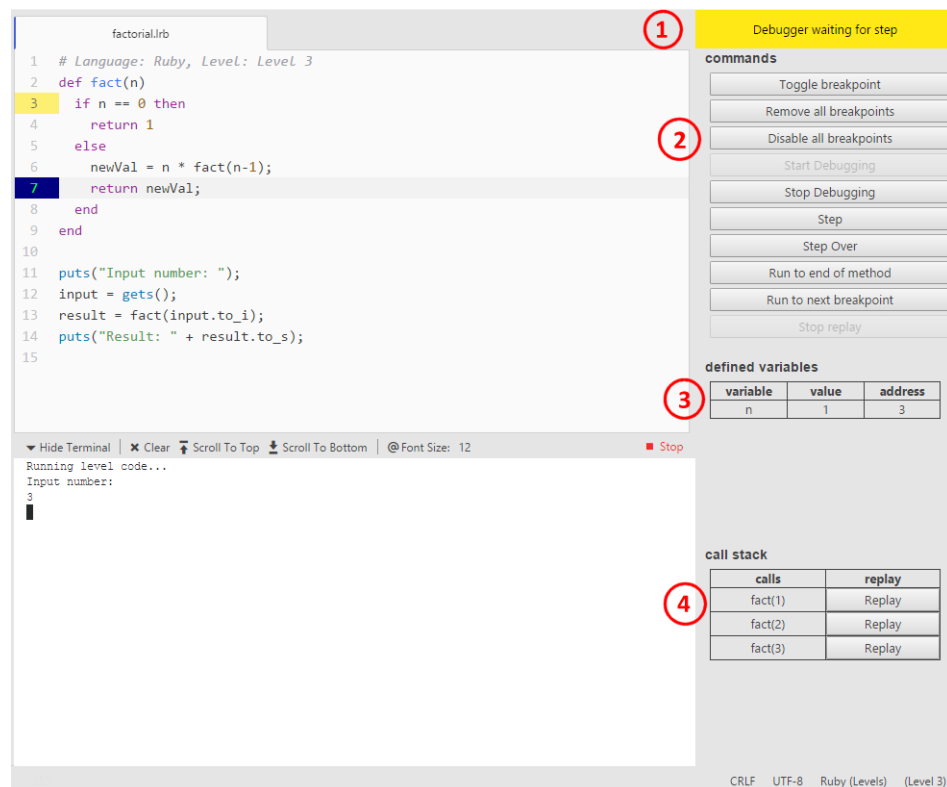 factorial.lrb
1 # Language: Ruby, Level: Level 3
2 def fact(n)
3 if n == 0 then
4 return 1
5 else
6 newVal = n * fact(n-1);
7 return newVal;
8 end
9 end
10
11 puts("Input number: ");
12 input = gets();
13 result = fact(input.to_i);
14 puts("Result: " + result.to_s);
15
Hide Terminal Clear Scroll To Top Scroll To Bottom @ Font Size: 12 Stop
Running level code...
Input number:
3
1
Debugger waiting for step
commands
Toggle breakpoint
Remove all breakpoints
2
Disable all breakpoints
Start Debugging
Stop Debugging
Step
Step Over
Run to end of method
Run to next breakpoint
Stop replay
defined variables
3
variable value address
n 1 3
call stack
4
calls replay
fact(1) Replay
fact(2) Replay
fact(3) Replay
CRLF UTF-8 Ruby (Levels) (Level 3)